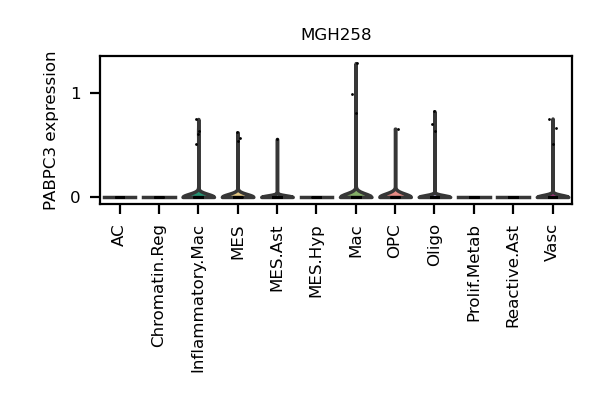 MGH258
PABPC3 expression
1
0
AC
Chromatin.Reg
Inflammatory.Mac
MES
MES.Ast
MES.Hyp
Mac
OPC
Oligo
Prolif.Metab
Reactive.Ast
Vasc